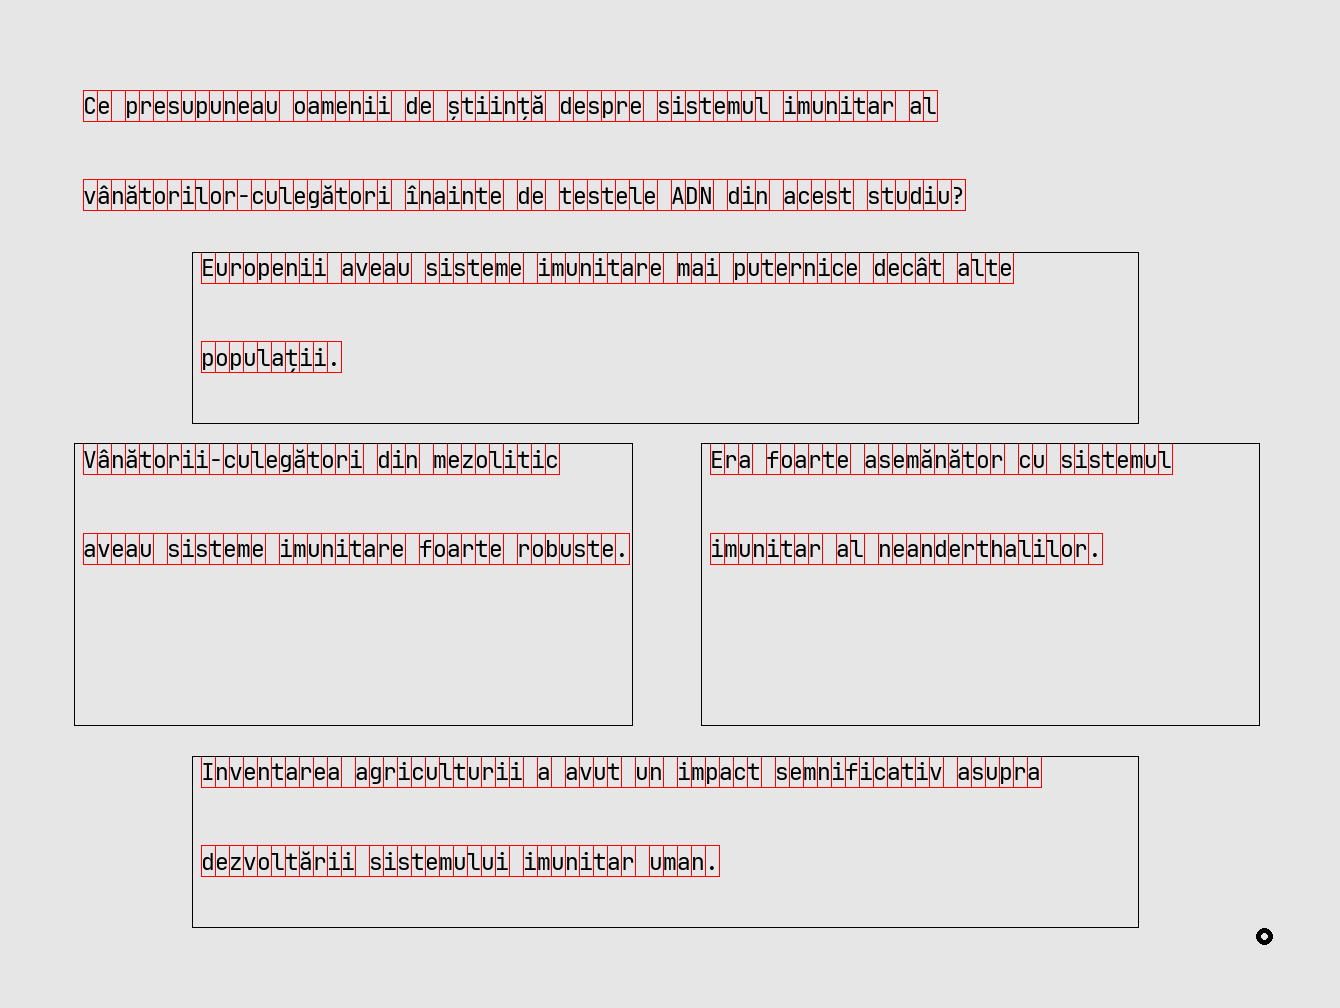 Ce presupuneau oamenii de știință despre sistemul imunitar al
vânătorilor-culegători înainte de testele ADN din acest studiu?
Europenii aveau sisteme imunitare mai puternice decât alte
populații.
Vânătorii-culegători din mezolitic
aveau sisteme imunitare foarte robuste.
Era foarte asemănător cu sistemul
imunitar al neanderthalilor.
Inventarea agriculturii a avut un impact semnificativ asupra
dezvoltării sistemului imunitar uman.